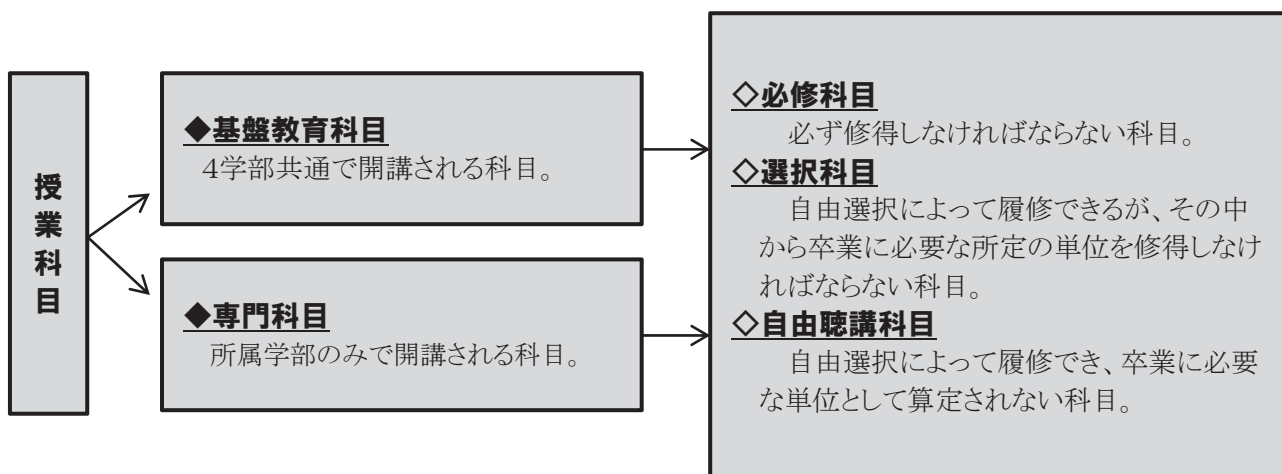 授業科目
◆基盤教育科目
4学部共通で開講される科目。
◆専門科目
所属学部のみで開講される科目。
◇必修科目
必ず修得しなければならない科目。
◇選択科目
自由選択によって履修できるが、その中
から卒業に必要な所定の単位を修得しなけ
ればならない科目。
◇自由聴講科目
自由選択によって履修でき、卒業に必要
な単位として算定されない科目。